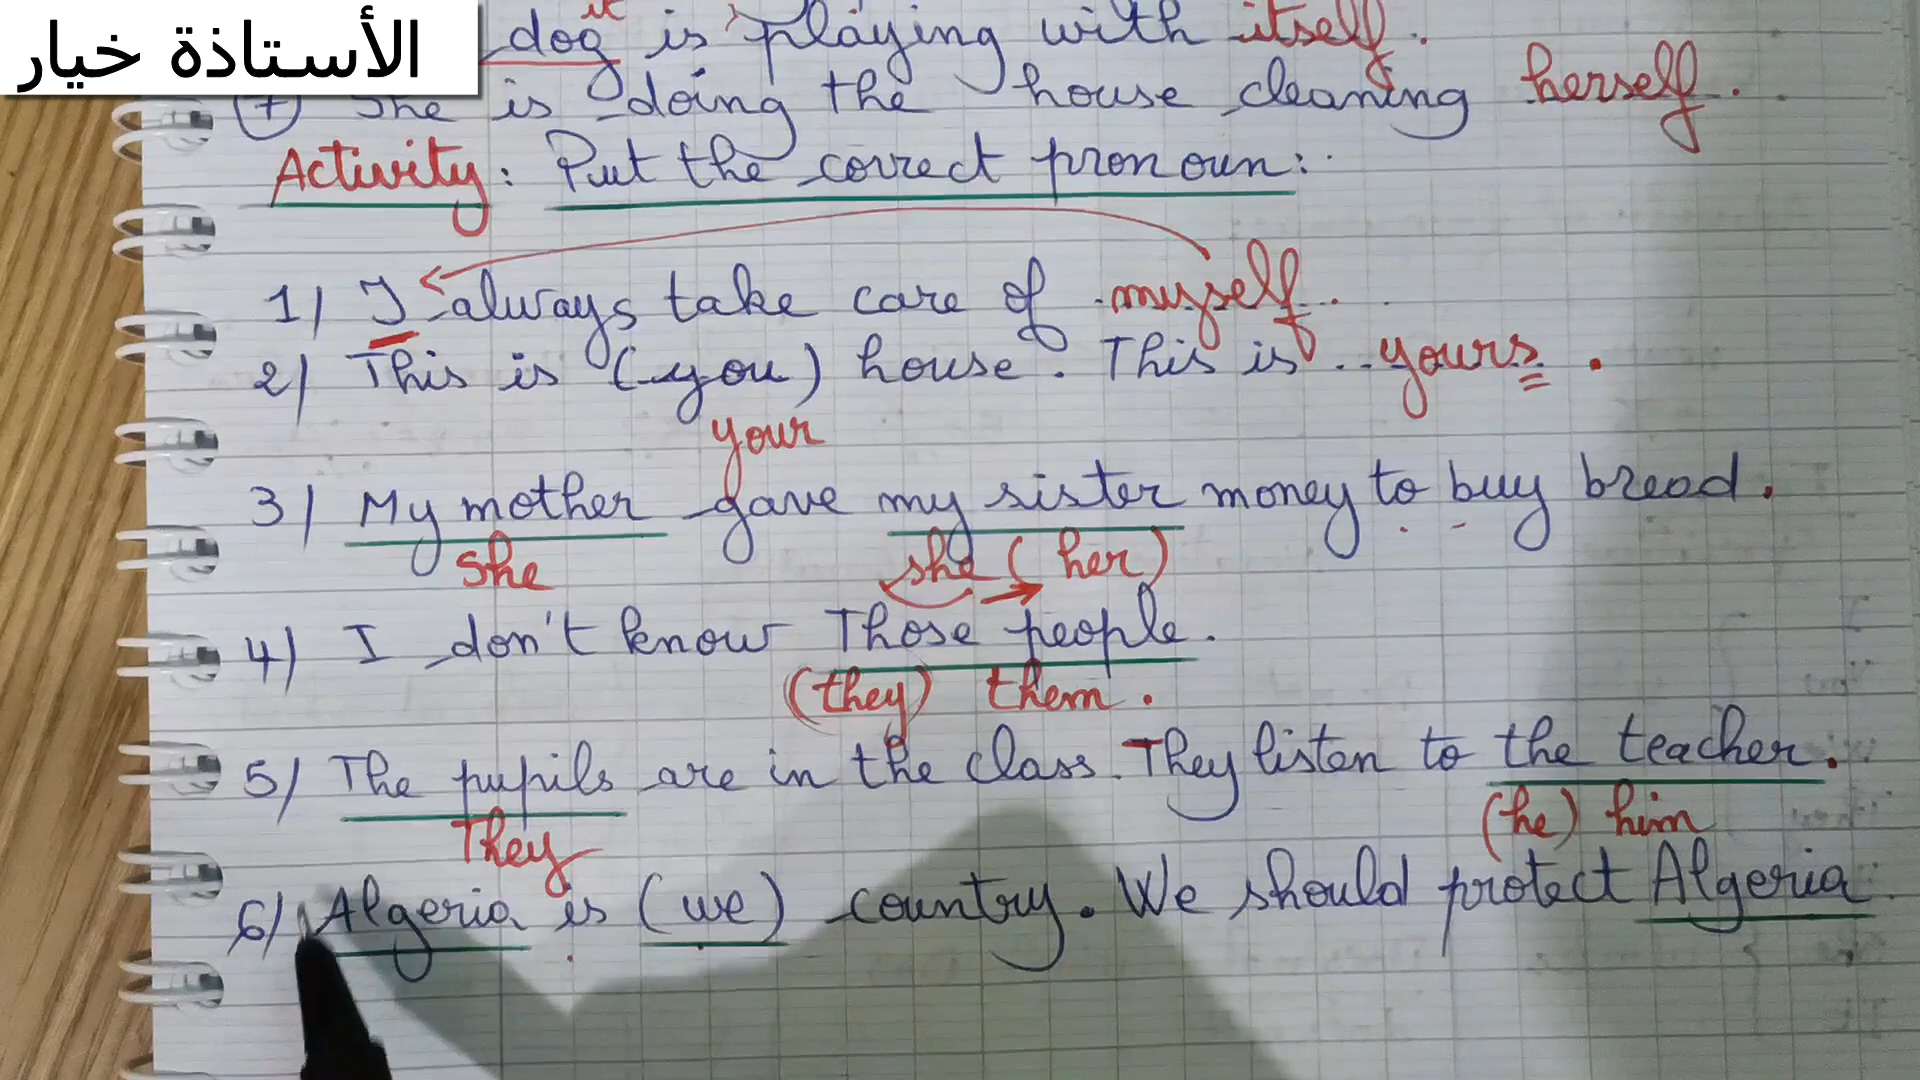 الأستاذة خيار
it
dog is playing with itself.
7 She is doing the house cleaning herself.
Activity: Put the correct pronoun:
1) I always take care of myself.
2) This is (you) house. This is .. yours.
your
3) My mother gave my sister money to buy bread.
She she (her)
4) I don't know Those people.
(they) them.
5) The pupils are in the class. They listen to the teacher.
They (he) him
6) Algeria is (we) country. We should protect Algeria